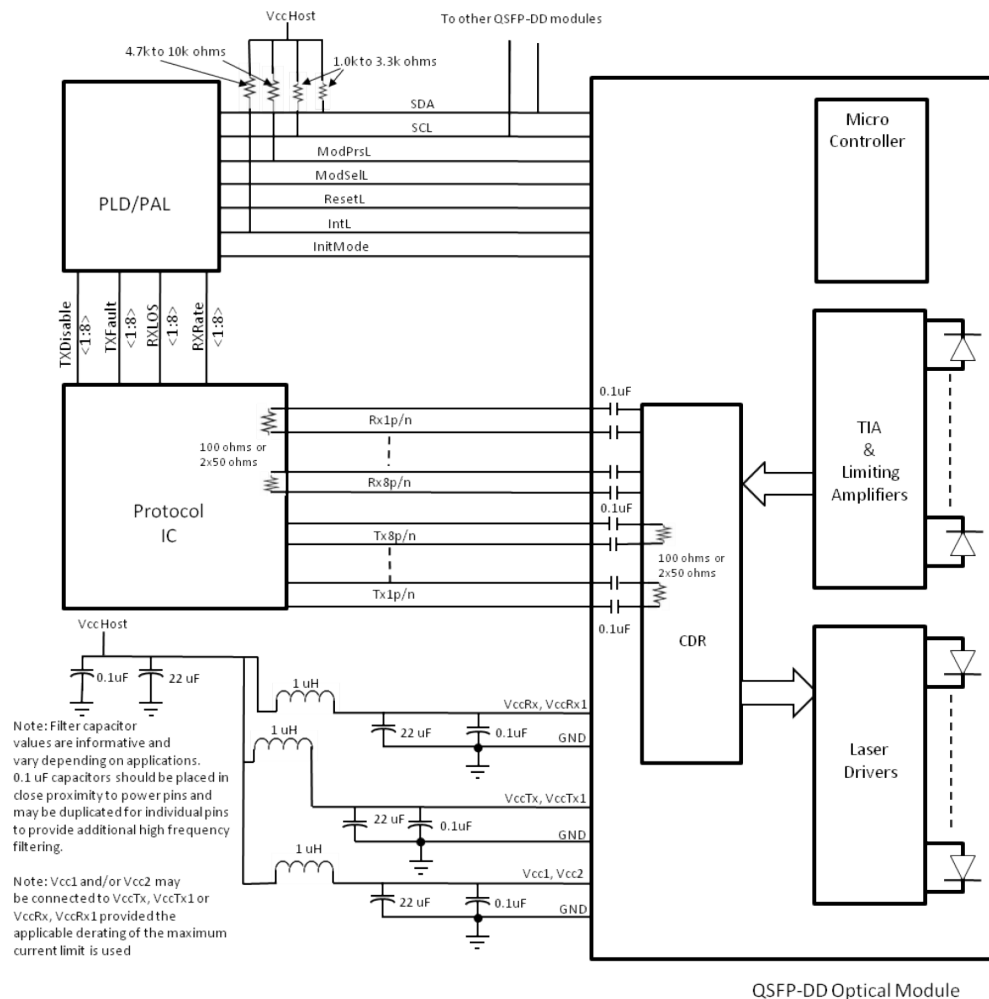 VccHost
To other QSFP-DD modules
4.7k to 10k ohms
1.0k to 3.3k ohms
SDA
SCL
ModPrsL
ModSelL
ResetL
IntL
InitMode
PLD/PAL
Micro
Controller
TXDisable
<1:8>
TXFault
<1:8>
RXLOS
<1:8>
RXRate
<1:8>
0.1uF
Rx1p/n
100 ohms or
2x50 ohms
Rx8p/n
0.1uF
Protocol
IC
Tx8p/n
100 ohms or
2x50 ohms
Tx1p/n
0.1uF
CDR
TIA
&
Limiting
Amplifiers
Laser
Drivers
VccHost
0.1uF
22 uF
1 uH
VccRx, VccRx1
22 uF
0.1uF
GND
1 uH
VccTx, VccTx1
22 uF
0.1uF
GND
1 uH
Vcc1, Vcc2
22 uF
0.1uF
GND
Note: Filter capacitor
values are informative and
vary depending on applications.
0.1 uF capacitors should be placed in
close proximity to power pins and
may be duplicated for individual pins
to provide additional high frequency
filtering.
Note: Vcc1 and/or Vcc2 may
be connected to VccTx, VccTx1 or
VccRx, VccRx1 provided the
applicable derating of the maximum
current limit is used
QSFP-DD Optical Module